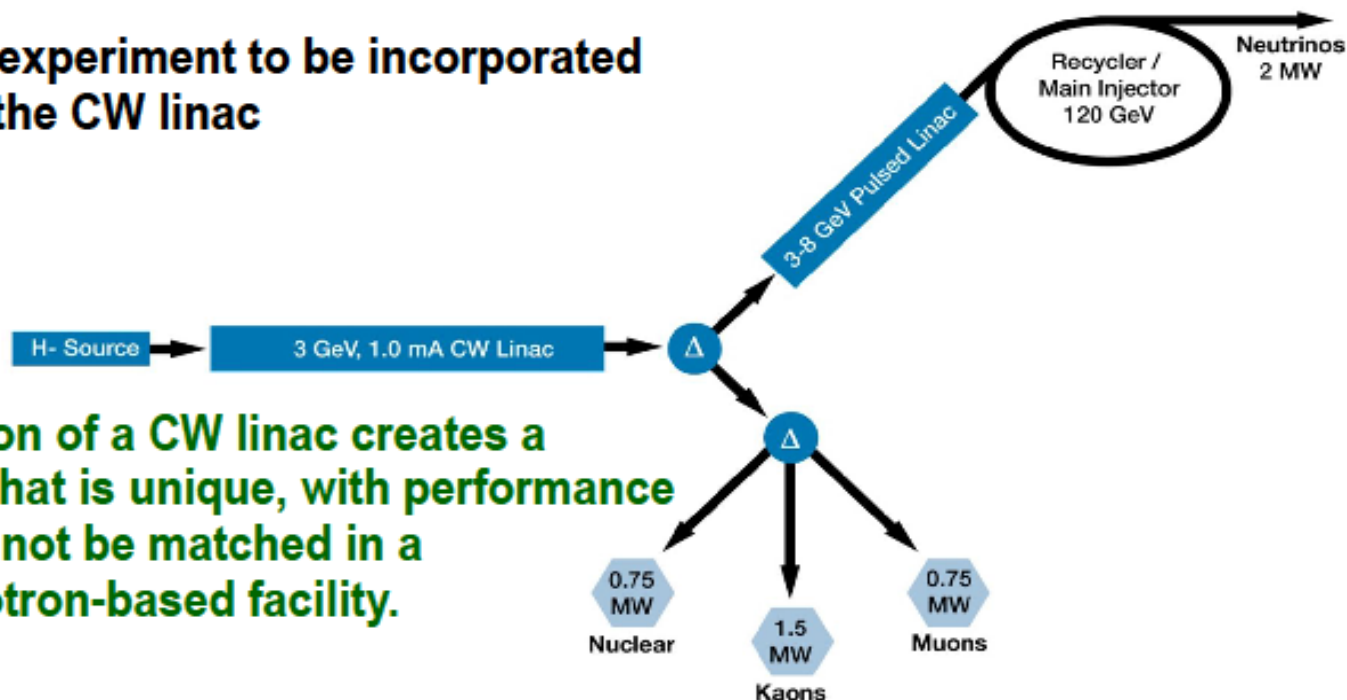 experiment to be incorporated
the CW linac
Recycler /
Main Injector
120 GeV
Neutrinos
2 MW
3-8 GeV Pulsed Linac
H- Source
3 GeV, 1.0 mA CW Linac
Δ
on of a CW linac creates a
hat is unique, with performance
not be matched in a
otron-based facility.
Δ
0.75
MW
Nuclear
1.5
MW
Kaons
0.75
MW
Muons